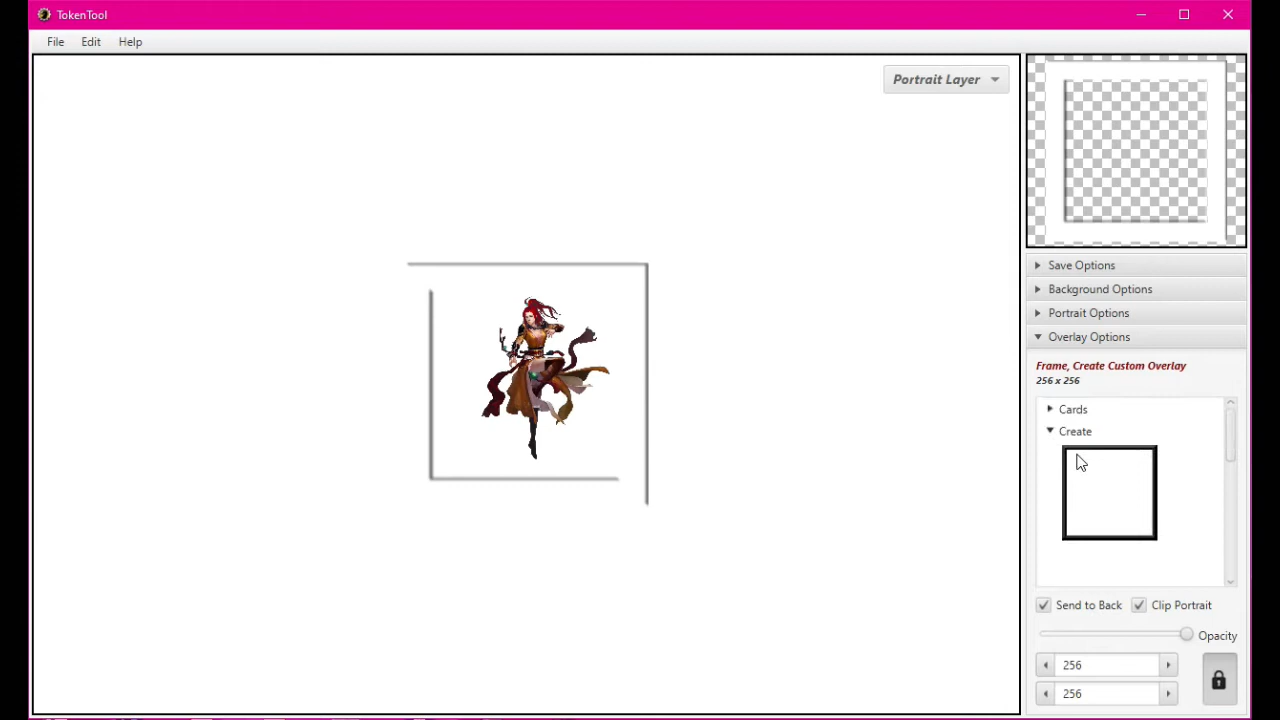 TokenTool
File Edit Help
Portrait Layer
Save Options
Background Options
Portrait Options
Overlay Options
Frame, Create Custom Overlay
256 x 256
Cards
Create
Send to Back Clip Portrait
Opacity
256
256